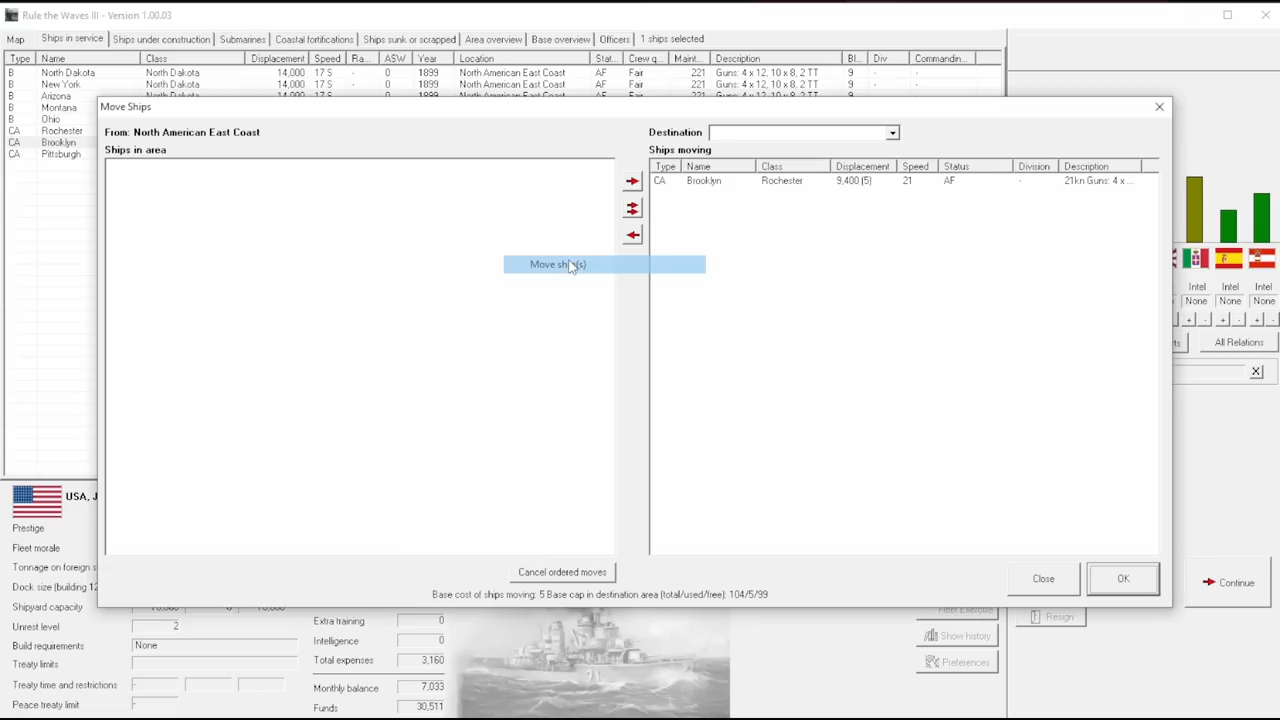 Rule the Waves III - Version 1.00.03
Map Ships in service Ships under construction Submarines Coastal fortifications Ships sunk or scrapped Area overview Base overview Officers 1 ships selected
Type Name Class Displacement Speed Ra... ASW Year Location Stat... Crew q... Maint... Description Bl... Div Commandin...
B North Dakota North Dakota 14,000 17 S - 0 1899 North American East Coast AF Fair 221 Guns: 4 x 12, 10 x 8, 2 TT 9
B New York North Dakota 14,000 17 S - 0 1899 North American East Coast AF Fair 221 Guns: 4 x 12, 10 x 8, 2 TT 9
B Arizona North Dakota 14,000 17 S - 0 1899 North American East Coast AF Fair 221 Guns: 4 x 12, 10 x 8, 2 TT 9
B Montana
B Ohio
CA Rochester
CA Brooklyn
CA Pittsburgh
Move Ships
From: North American East Coast
Destination
Ships in area
Ships moving
Type Name Class Displacement Speed Status Division Description
CA Brooklyn Rochester 9,400 (5) 21 AF - 21kn Guns: 4 x ...
Move ship(s)
Cancel ordered moves
Close
OK
Base cost of ships moving: 5 Base cap in destination area (total/used/free): 104/5/99
Intel Intel Intel
None None None
+ - + - + -
All Relations
X
USA, J
Prestige
Fleet morale
Tonnage on foreign s
Dock size (building 12
Shipyard capacity
Unrest level 2
Build requirements None
Treaty limits
Treaty time and restrictions - 
Peace treaty limit -
Extra training 0
Intelligence 0
Total expenses 3,160
Monthly balance 7,033
Funds 30,511
Fleet Exercise
Show history
Preferences
Continue
Resign